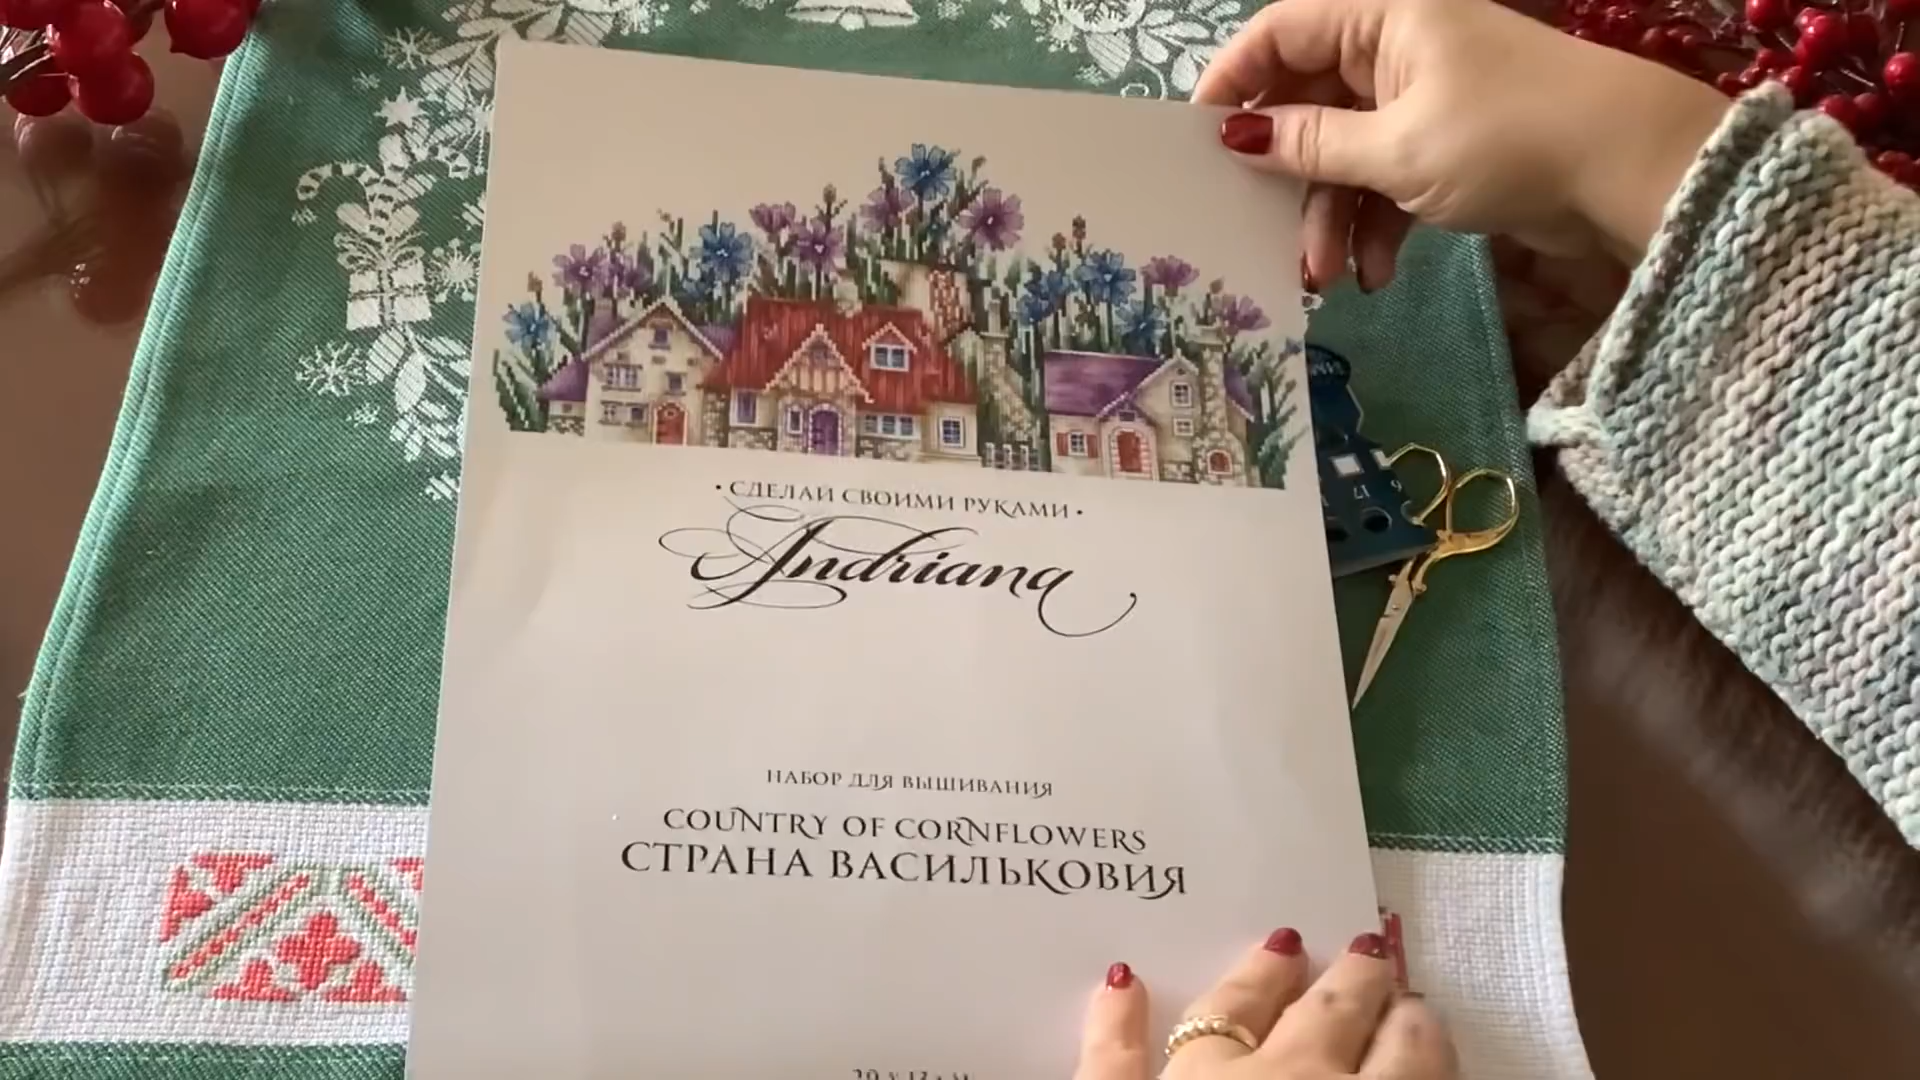 • СДЕЛАЙ СВОИМИ РУКАМИ •
Andriana
НАБОР ДЛЯ ВЫШИВАНИЯ
COUNTRY OF CORNFLOWERS
СТРАНА ВАСИЛЬКОВИЯ